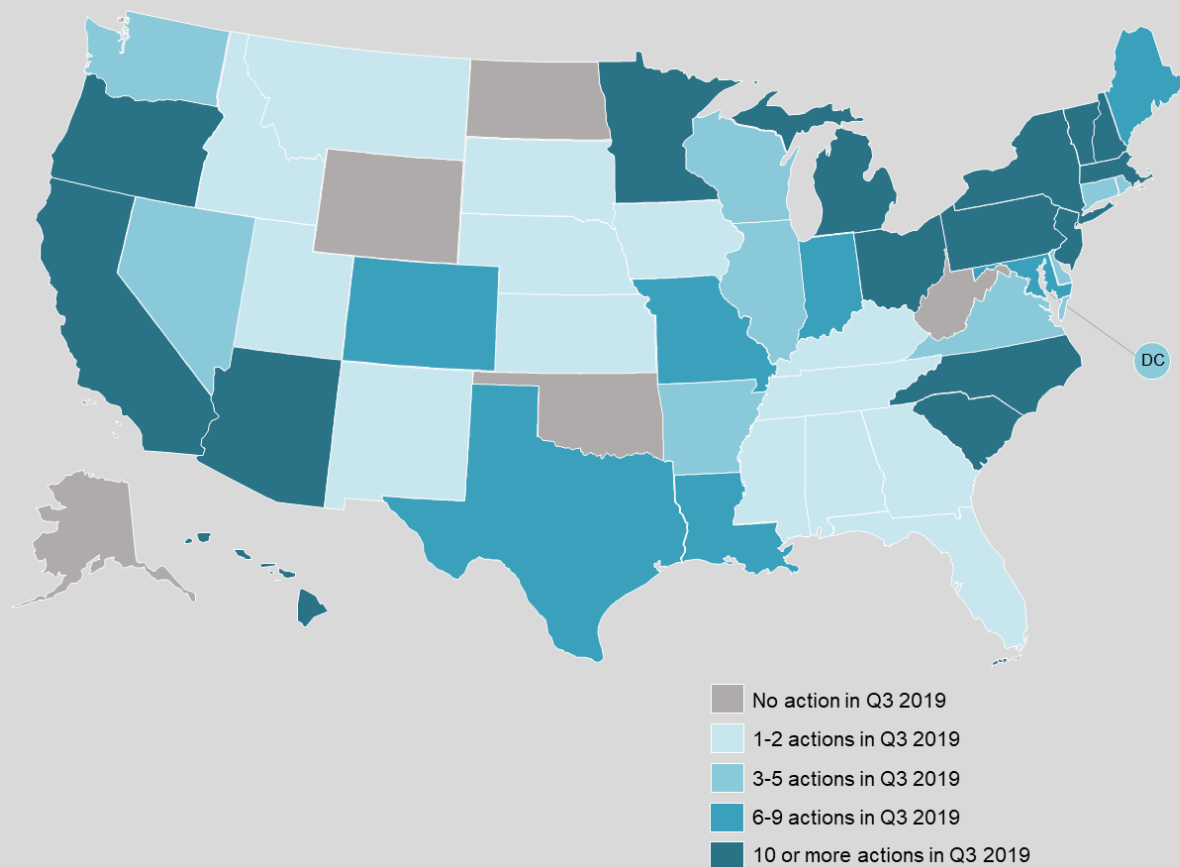 DC
No action in Q3 2019
1-2 actions in Q3 2019
3-5 actions in Q3 2019
6-9 actions in Q3 2019
10 or more actions in Q3 2019